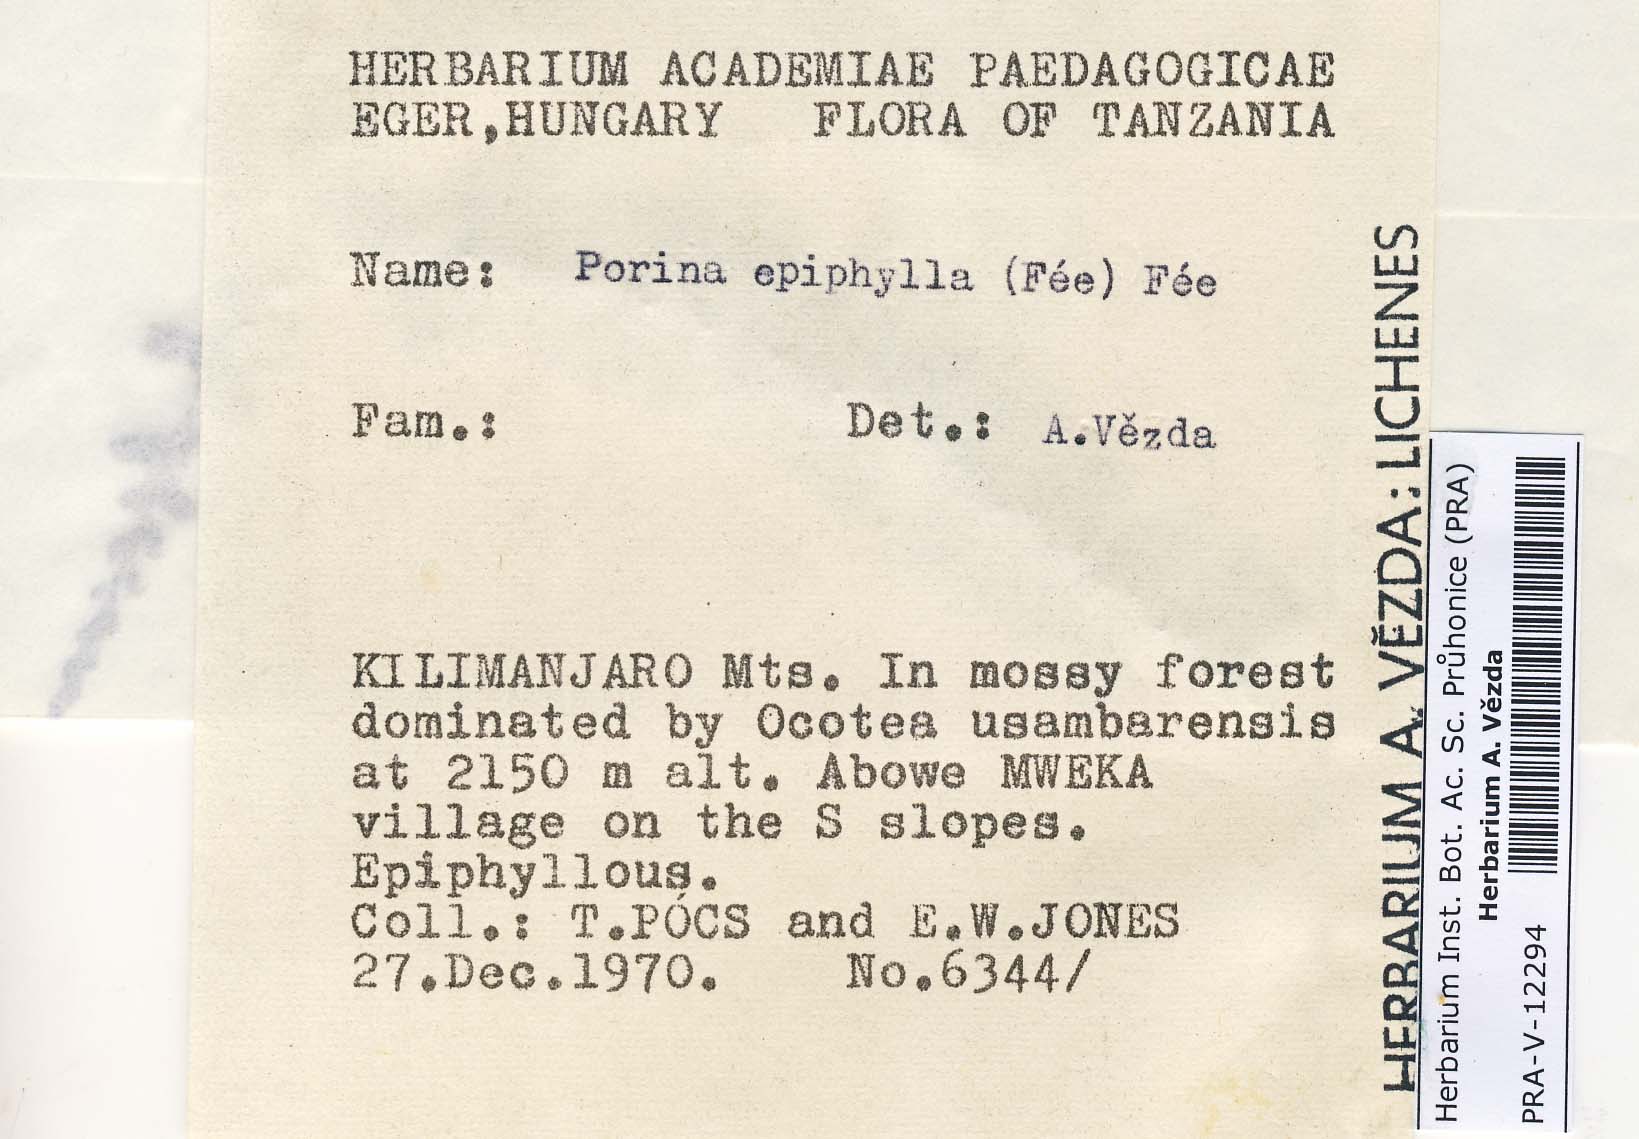 HERBARIUM ACADEMIAE PAEDAGOGICAE
EGER,HUNGARY FLORA OF TANZANIA
Name: Porina epiphylla (Fée) Fée
Fam.: Det.: A.Vězda
KILIMANJARO Mts. In mossy forest
dominated by Ocotea usambarensis
at 2150 m alt. Abowe MWEKA
village on the S slopes.
Epiphyllous.
Coll.: T.PÓCS and E.W.JONES
27.Dec.1970. No.6344/
HERBARIUM A. VĚZDA: LICHENES
Herbarium Inst. Bot. Ac. Sc. Průhonice (PRA)
Herbarium A. Vězda
PRA-V-12294